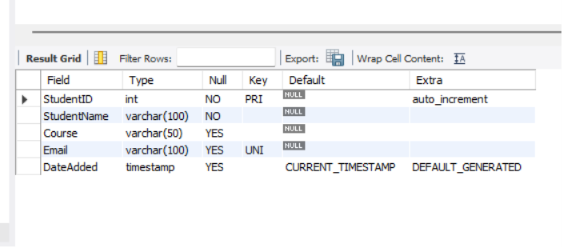 Result Grid Filter Rows: Export: Wrap Cell Content: IA
Field Type Null Key Default Extra
StudentID int NO PRI NULL auto_increment
StudentName varchar(100) NO NULL
Course varchar(50) YES NULL
Email varchar(100) YES UNI NULL
DateAdded timestamp YES CURRENT_TIMESTAMP DEFAULT_GENERATED